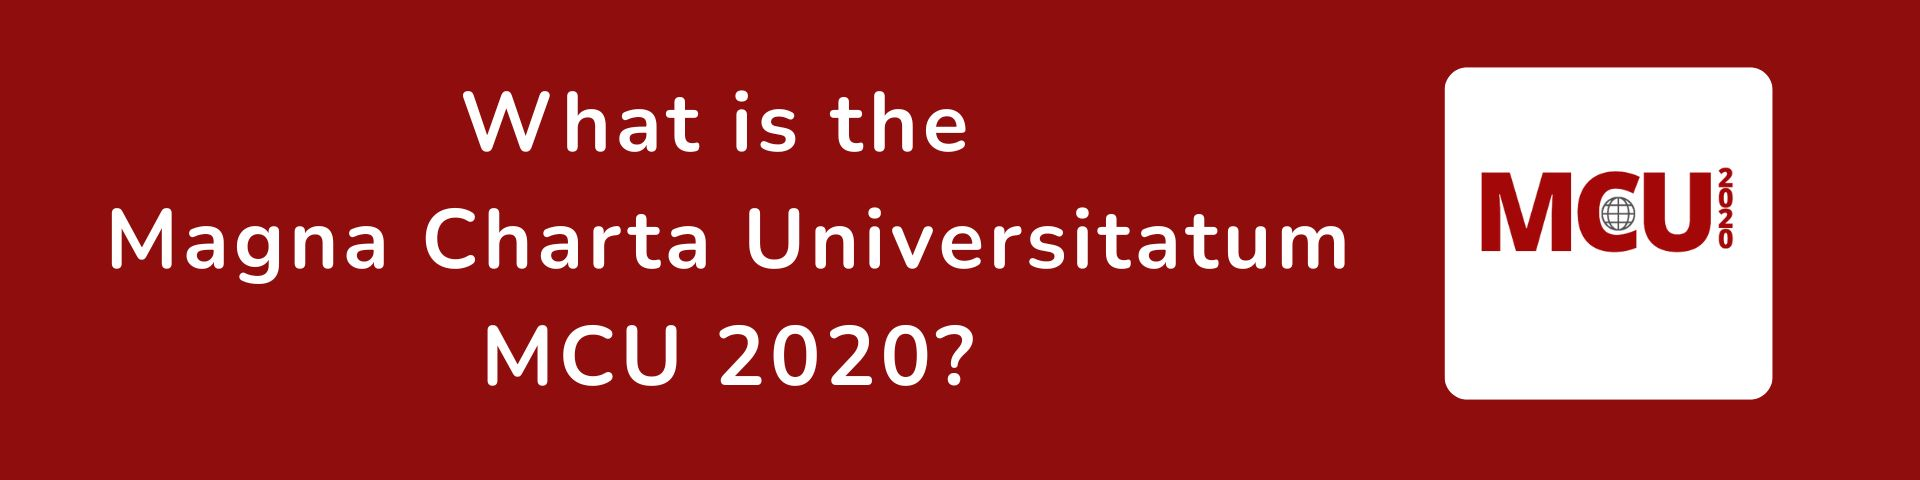 What is the
Magna Charta Universitatum
MCU 2020?
MCU 2020